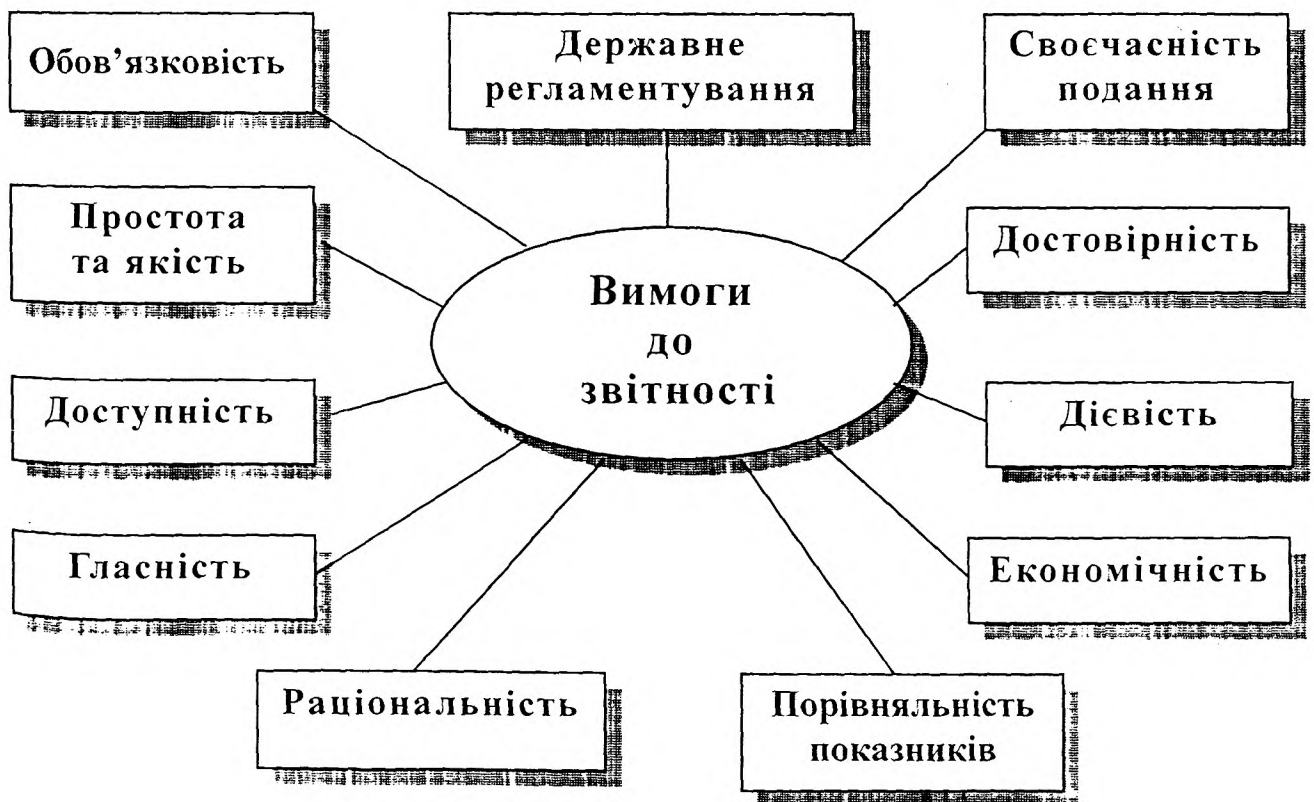 Обов’язковість
Державне
регламентування
Своєчасність
подання
Простота
та якість
Достовірність
Вимоги
до
звітності
Доступність
Дієвість
Гласність
Економічність
Раціональність
Порівняльність
показників